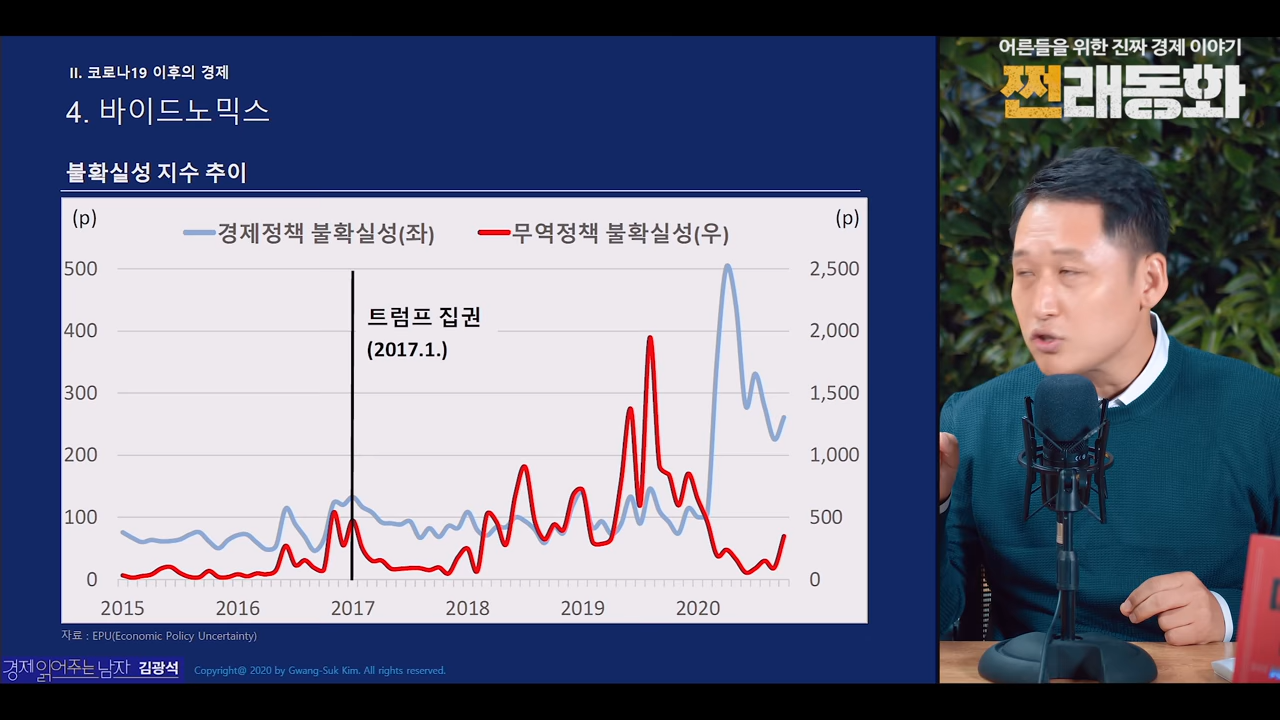 II. 코로나19 이후의 경제
4. 바이드노믹스
불확실성 지수 추이
(p)
(p)
경제정책 불확실성(좌)
무역정책 불확실성(우)
500
400
300
200
100
0
2,500
2,000
1,500
1,000
500
0
트럼프 집권
(2017.1.)
2015 2016 2017 2018 2019 2020
자료 : EPU(Economic Policy Uncertainty)
경제 읽어주는 남자 김광석
Copyright@ 2020 by Gwang-Suk Kim. All rights reserved.
어른들을 위한 진짜 경제 이야기
쩐래동화